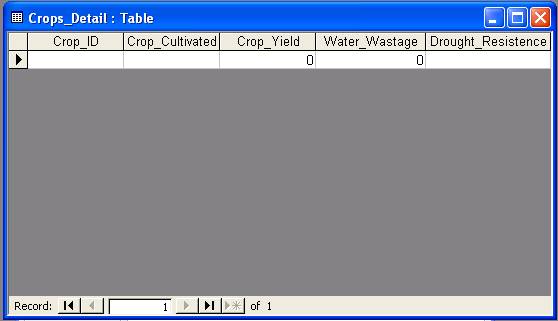 Crops_Detail : Table
Crop_ID Crop_Cultivated Crop_Yield Water_Wastage Drought_Resistence
0 0
Record: 1 of 1